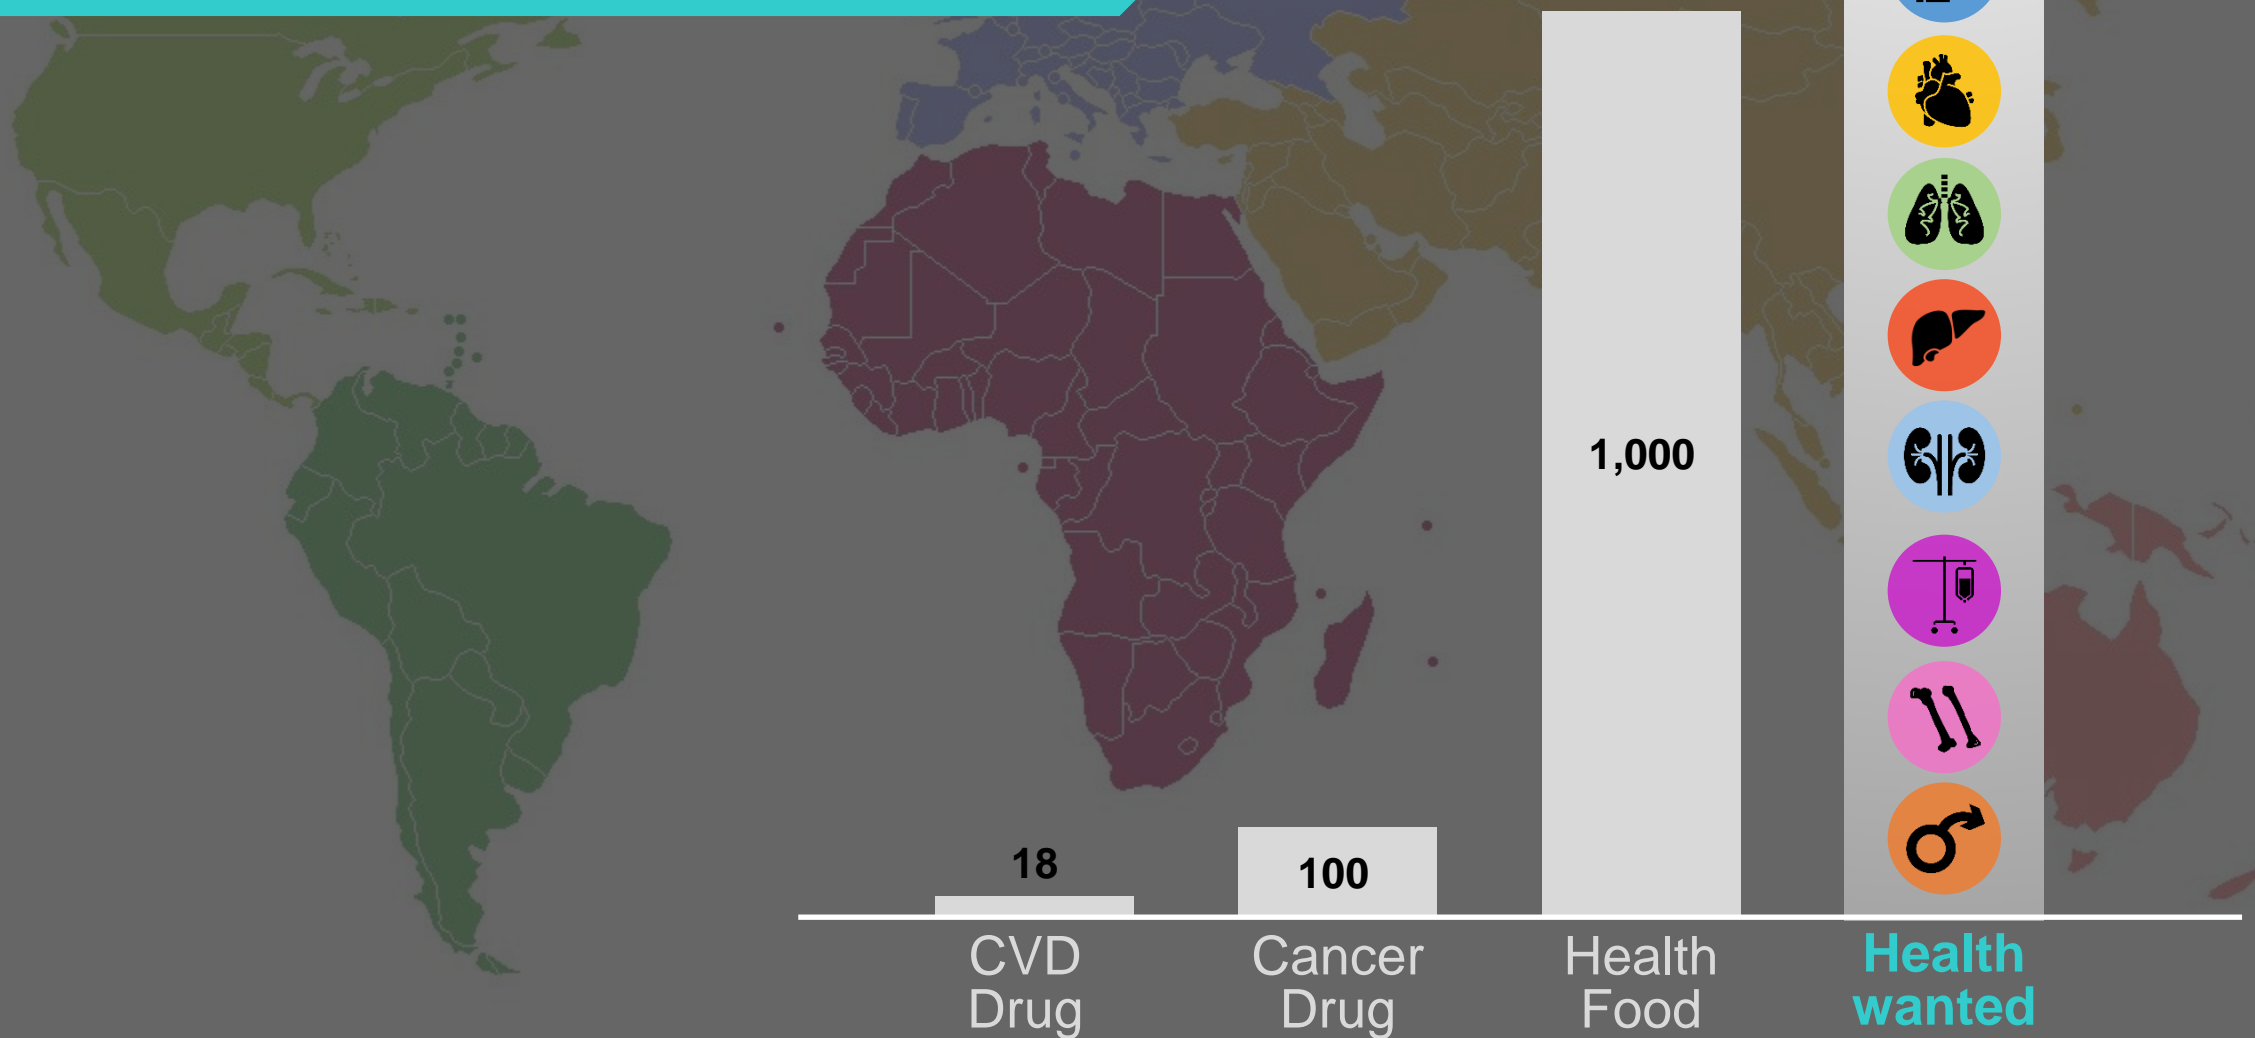 1,000
18
100
CVD
Drug
Cancer
Drug
Health
Food
Health
wanted